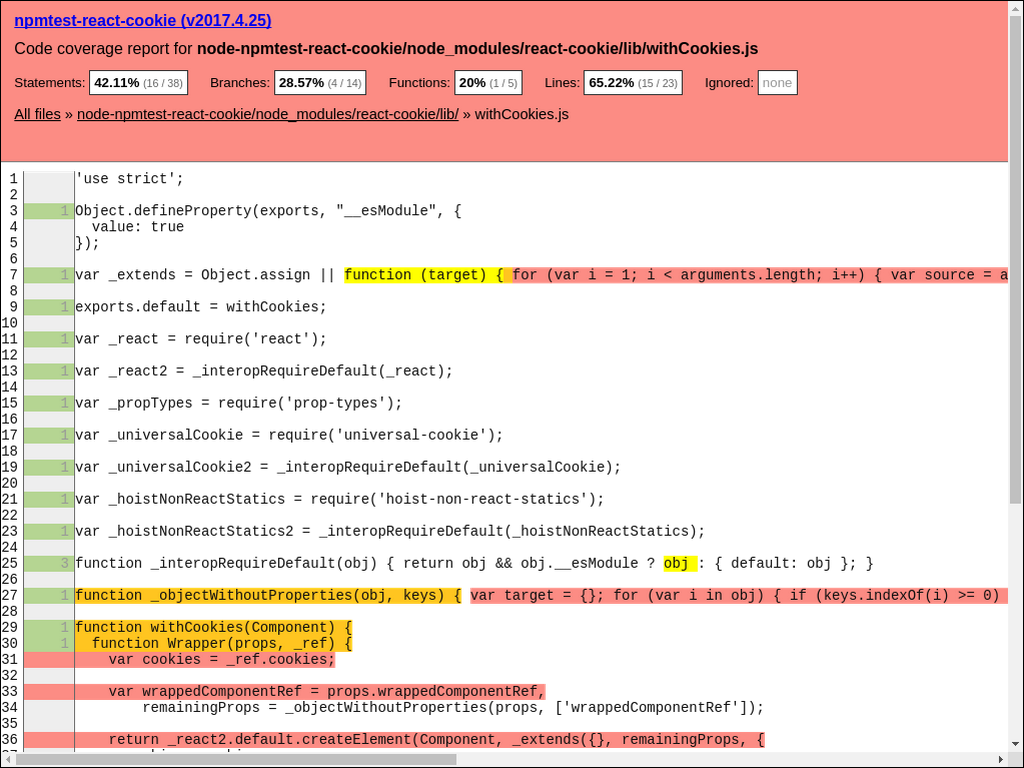 npmtest-react-cookie (v2017.4.25)
Code coverage report for node-npmtest-react-cookie/node_modules/react-cookie/lib/withCookies.js
Statements: 42.11% (16 / 38) Branches: 28.57% (4 / 14) Functions: 20% (1 / 5) Lines: 65.22% (15 / 23) Ignored: none
All files » node-npmtest-react-cookie/node_modules/react-cookie/lib/ » withCookies.js
1 'use strict';
2
3 1 Object.defineProperty(exports, "__esModule", {
4 value: true
5 });
6
7 1 var _extends = Object.assign || function (target) { for (var i = 1; i < arguments.length; i++) { var source = a
8
9 1 exports.default = withCookies;
10
11 1 var _react = require('react');
12
13 1 var _react2 = _interopRequireDefault(_react);
14
15 1 var _propTypes = require('prop-types');
16
17 1 var _universalCookie = require('universal-cookie');
18
19 1 var _universalCookie2 = _interopRequireDefault(_universalCookie);
20
21 1 var _hoistNonReactStatics = require('hoist-non-react-statics');
22
23 1 var _hoistNonReactStatics2 = _interopRequireDefault(_hoistNonReactStatics);
24
25 3 function _interopRequireDefault(obj) { return obj && obj.__esModule ? obj : { default: obj }; }
26
27 1 function _objectWithoutProperties(obj, keys) { var target = {}; for (var i in obj) { if (keys.indexOf(i) >= 0)
28
29 1 function withCookies(Component) {
30 1 function Wrapper(props, _ref) {
31 var cookies = _ref.cookies;
32
33 var wrappedComponentRef = props.wrappedComponentRef,
34 remainingProps = _objectWithoutProperties(props, ['wrappedComponentRef']);
35
36 return _react2.default.createElement(Component, _extends({}, remainingProps, {